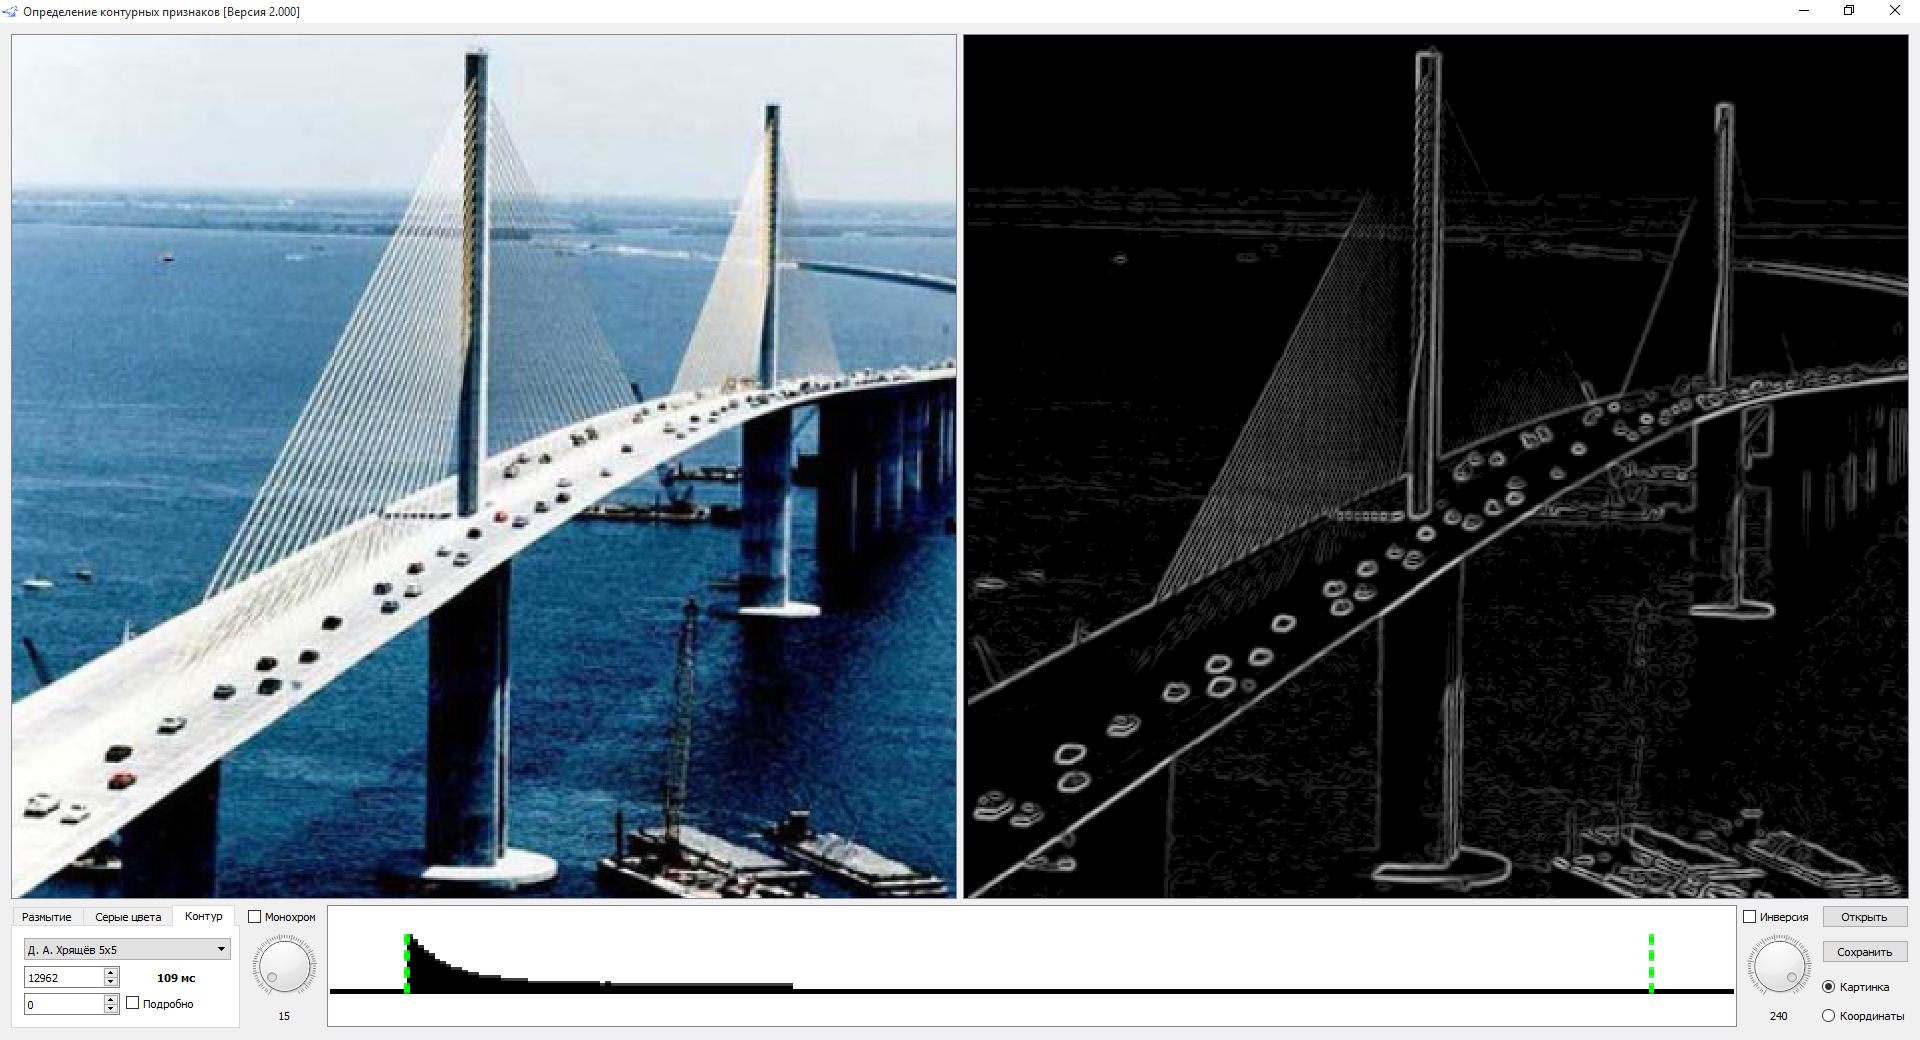 Определение контурных признаков [Версия 2.000]
Размытие
Серые цвета
Контур
Монохром
Инверсия
Открыть
Д. А. Хрящёв 5x5
Сохранить
12962
109 мс
Картинка
0
Подробно
15
240
Координаты